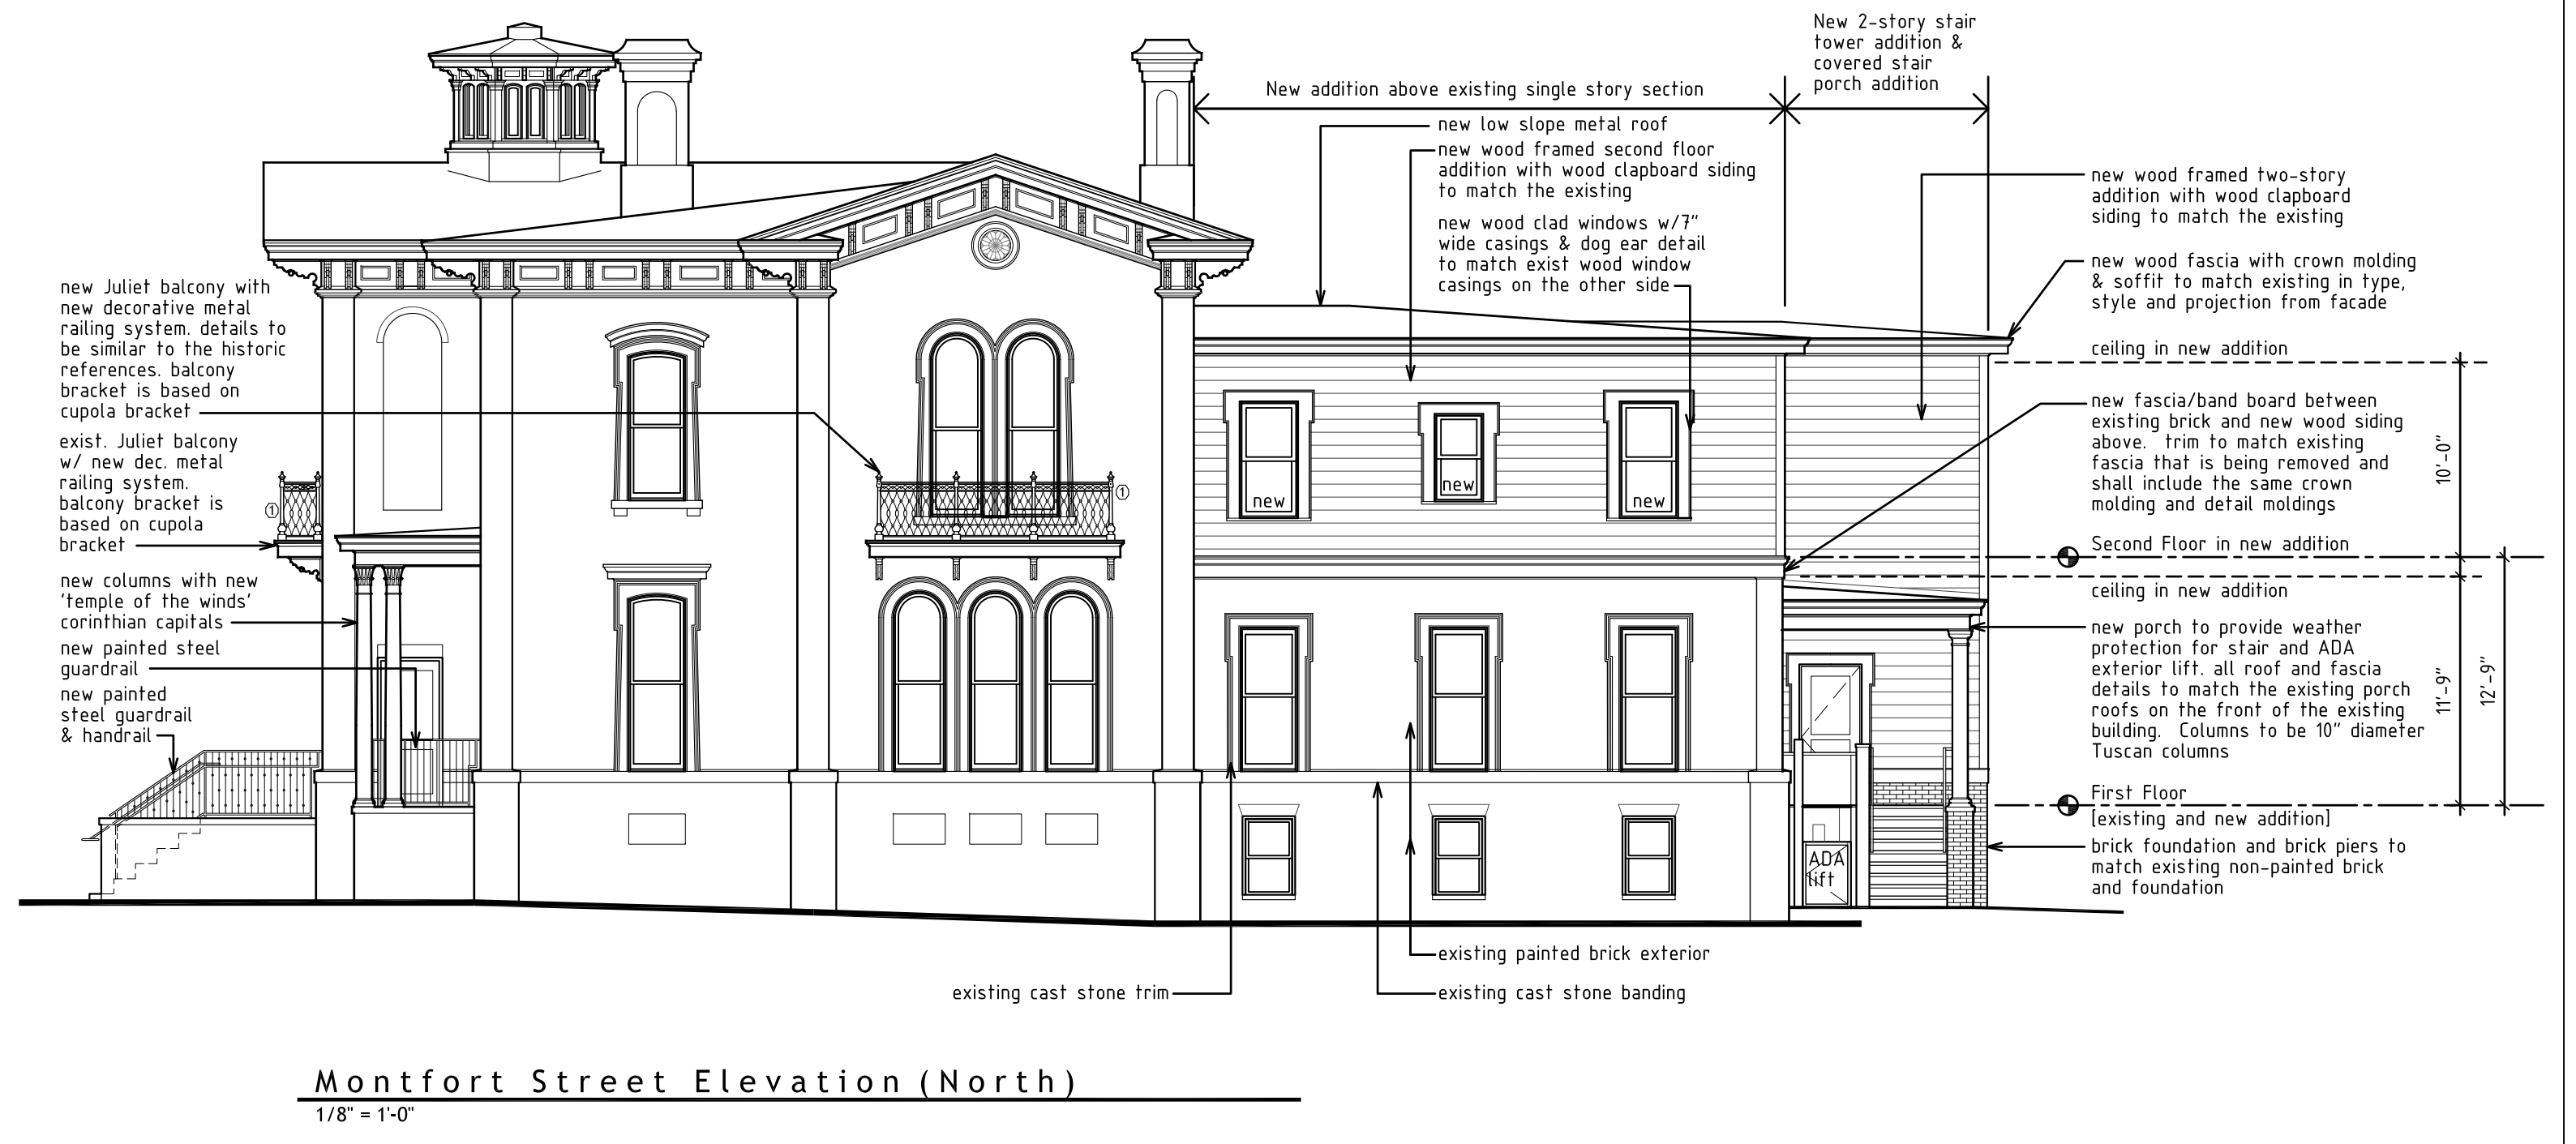 New 2-story stair
tower addition &
covered stair
porch addition
New addition above existing single story section
new low slope metal roof
new wood framed second floor
addition with wood clapboard siding
to match the existing
new wood clad windows w/7"
wide casings & dog ear detail
to match exist wood window
casings on the other side
new wood framed two-story
addition with wood clapboard
siding to match the existing
new wood fascia with crown molding
& soffit to match existing in type,
style and projection from facade
ceiling in new addition
new fascia/band board between
existing brick and new wood siding
above. trim to match existing
fascia that is being removed and
shall include the same crown
molding and detail moldings
10'-0"
Second Floor in new addition
ceiling in new addition
new porch to provide weather
protection for stair and ADA
exterior lift. all roof and fascia
details to match the existing porch
roofs on the front of the existing
building. Columns to be 10" diameter
Tuscan columns
11'-9"
12'-9"
First Floor
[existing and new addition]
brick foundation and brick piers to
match existing non-painted brick
and foundation
new Juliet balcony with
new decorative metal
railing system. details to
be similar to the historic
references. balcony
bracket is based on
cupola bracket
exist. Juliet balcony
w/ new dec. metal
railing system.
balcony bracket is
based on cupola
bracket
new columns with new
'temple of the winds'
corinthian capitals
new painted steel
guardrail
new painted
steel guardrail
& handrail
1
1
new
new
new
ADA
lift
existing painted brick exterior
existing cast stone trim
existing cast stone banding
Montfort Street Elevation (North)
1/8" = 1'-0"